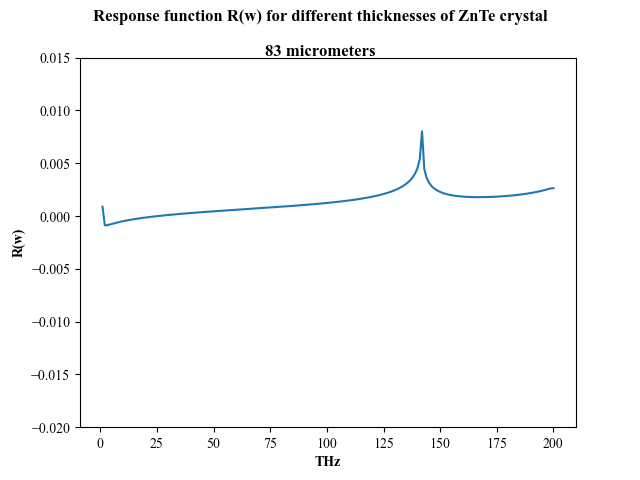 Response function R(w) for different thicknesses of ZnTe crystal
83 micrometers
0.015
0.010
0.005
0.000
−0.005
−0.010
−0.015
−0.020
R(w)
0 25 50 75 100 125 150 175 200
THz